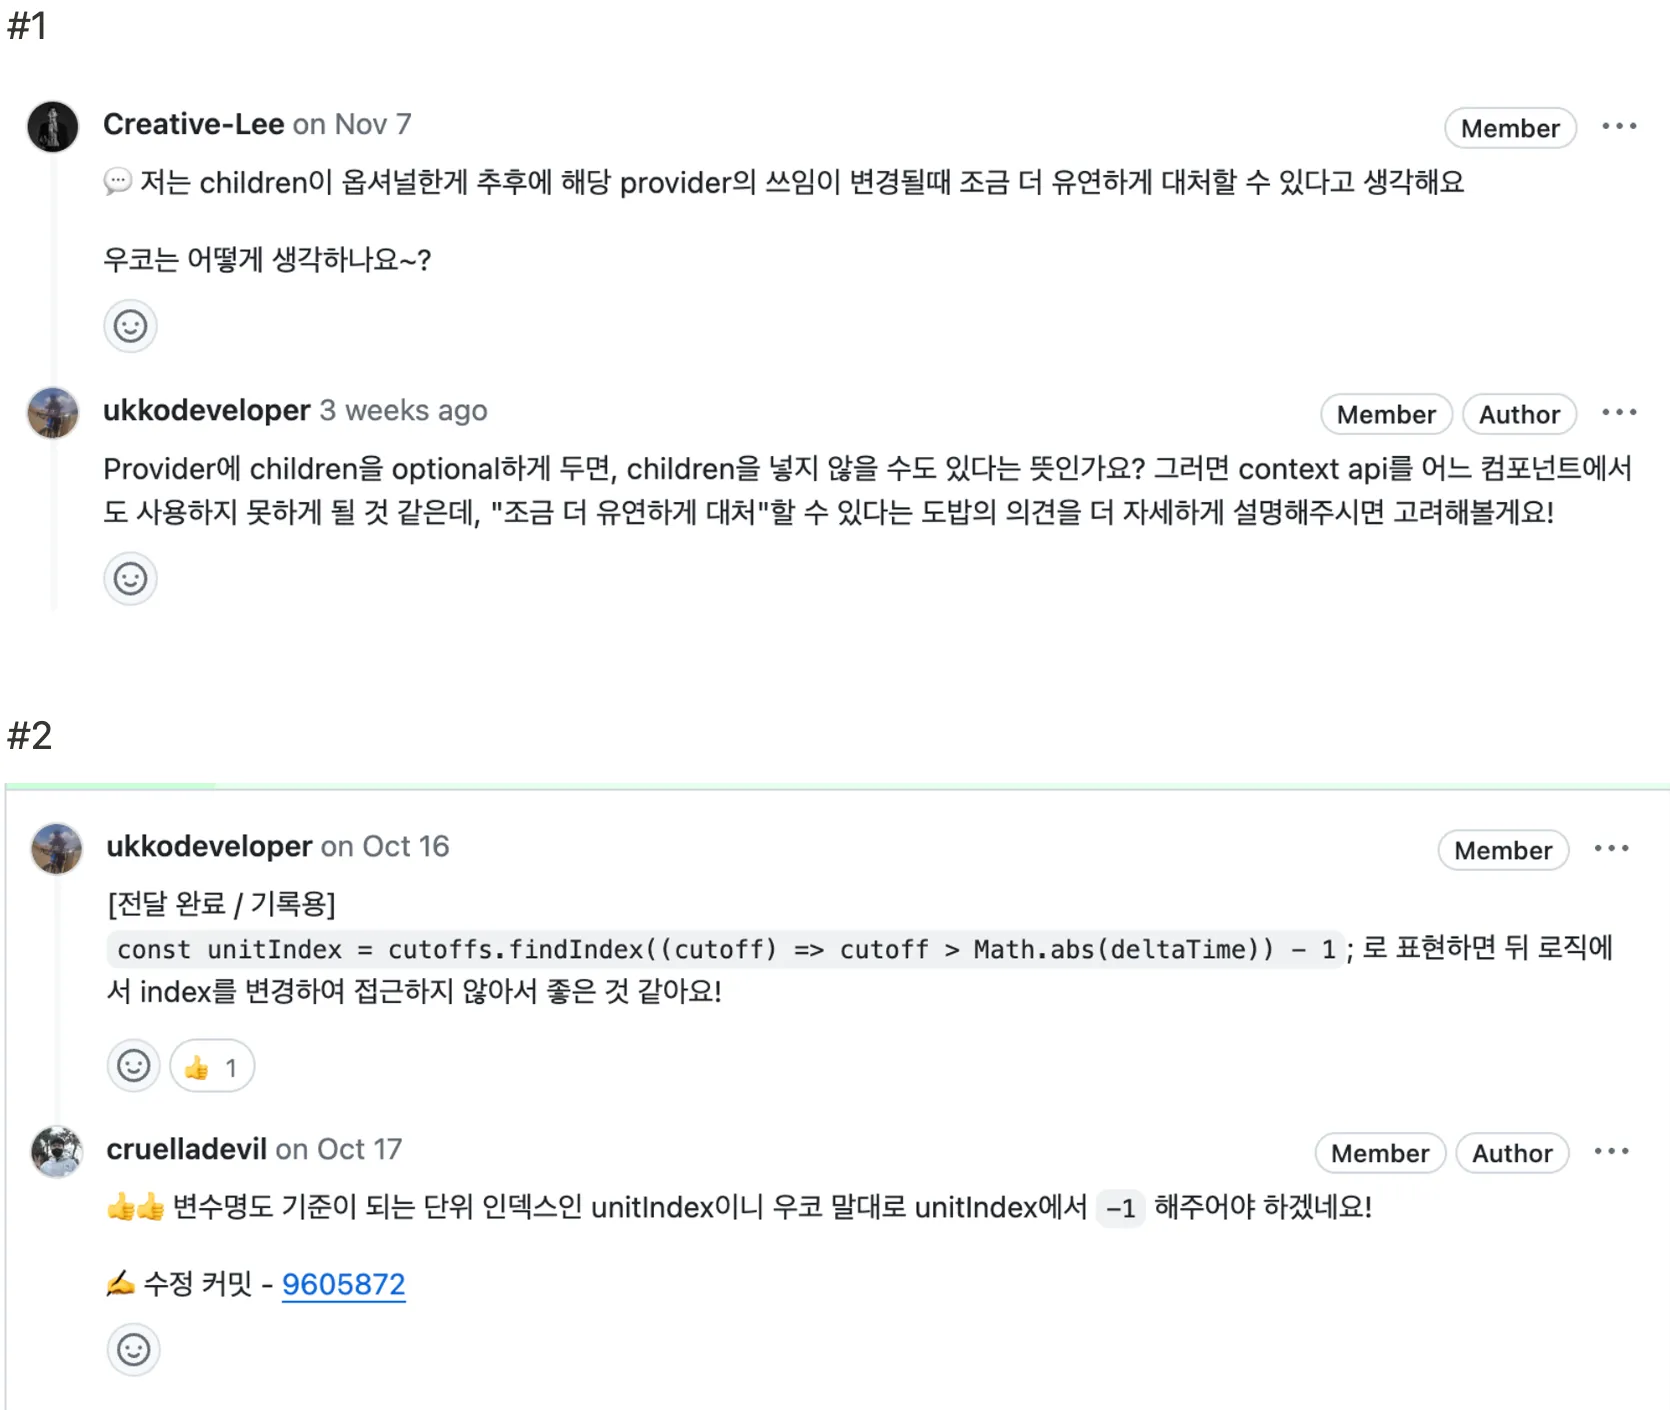 #1
Creative-Lee on Nov 7
Member
💬 저는 children이 옵셔널한게 추후에 해당 provider의 쓰임이 변경될때 조금 더 유연하게 대처할 수 있다고 생각해요
우코는 어떻게 생각하나요~?
ukkodeveloper 3 weeks ago
Member Author
Provider에 children을 optional하게 두면, children을 넣지 않을 수도 있다는 뜻인가요? 그러면 context api를 어느 컴포넌트에서
도 사용하지 못하게 될 것 같은데, "조금 더 유연하게 대처"할 수 있다는 도밥의 의견을 더 자세하게 설명해주시면 고려해볼게요!
#2
ukkodeveloper on Oct 16
Member
[전달 완료 / 기록용]
const unitIndex = cutoffs.findIndex((cutoff) => cutoff > Math.abs(deltaTime)) - 1; 로 표현하면 뒤 로직에
서 index를 변경하여 접근하지 않아서 좋은 것 같아요!
👍 1
cruelladevil on Oct 17
Member Author
👍👍 변수명도 기준이 되는 단위 인덱스인 unitIndex이니 우코 말대로 unitIndex에서 -1 해주어야 하겠네요!
✍️ 수정 커밋 - 9605872